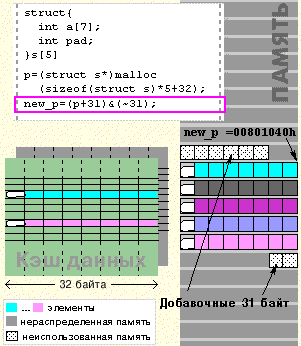 struct{
int a[7];
int pad;
}s[5]
p=(struct s*)malloc
(sizeof(struct s)*5+32);
new_p=(p+31)&(~31);
ПАМЯТЬ
new_p =00801040h
Кэш данных
32 байта
Добавочные 31 байт
... элементы
нераспределенная память
неиспользованная память